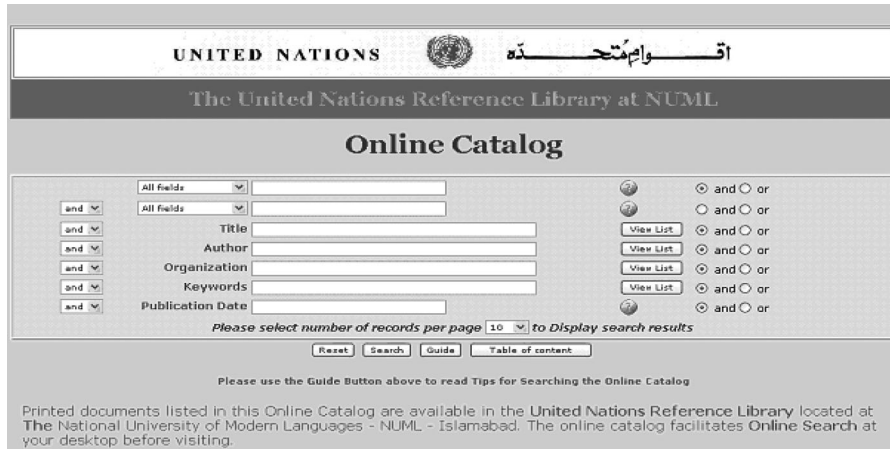 UNITED NATIONS اقوامِ مُتحدّہ
The United Nations Reference Library at NUML
Online Catalog
All fields and or
and All fields and or
and Title View List and or
and Author View List and or
and Organization View List and or
and Keywords View List and or
and Publication Date and or
Please select number of records per page 10 to Display search results
Reset Search Guide Table of content
Please use the Guide Button above to read Tips for Searching the Online Catalog
Printed documents listed in this Online Catalog are available in the United Nations Reference Library located at
The National University of Modern Languages - NUML - Islamabad. The online catalog facilitates Online Search at
your desktop before visiting.